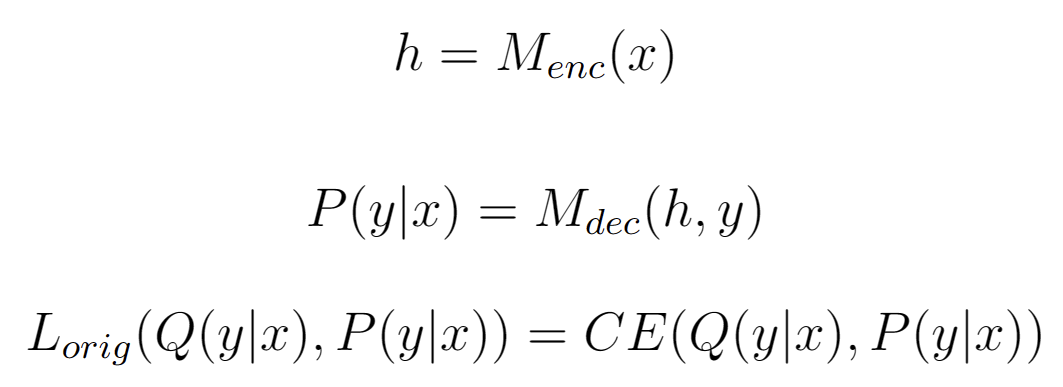 h = M_{enc}(x)
P(y|x) = M_{dec}(h, y)
L_{orig}(Q(y|x), P(y|x)) = CE(Q(y|x), P(y|x))